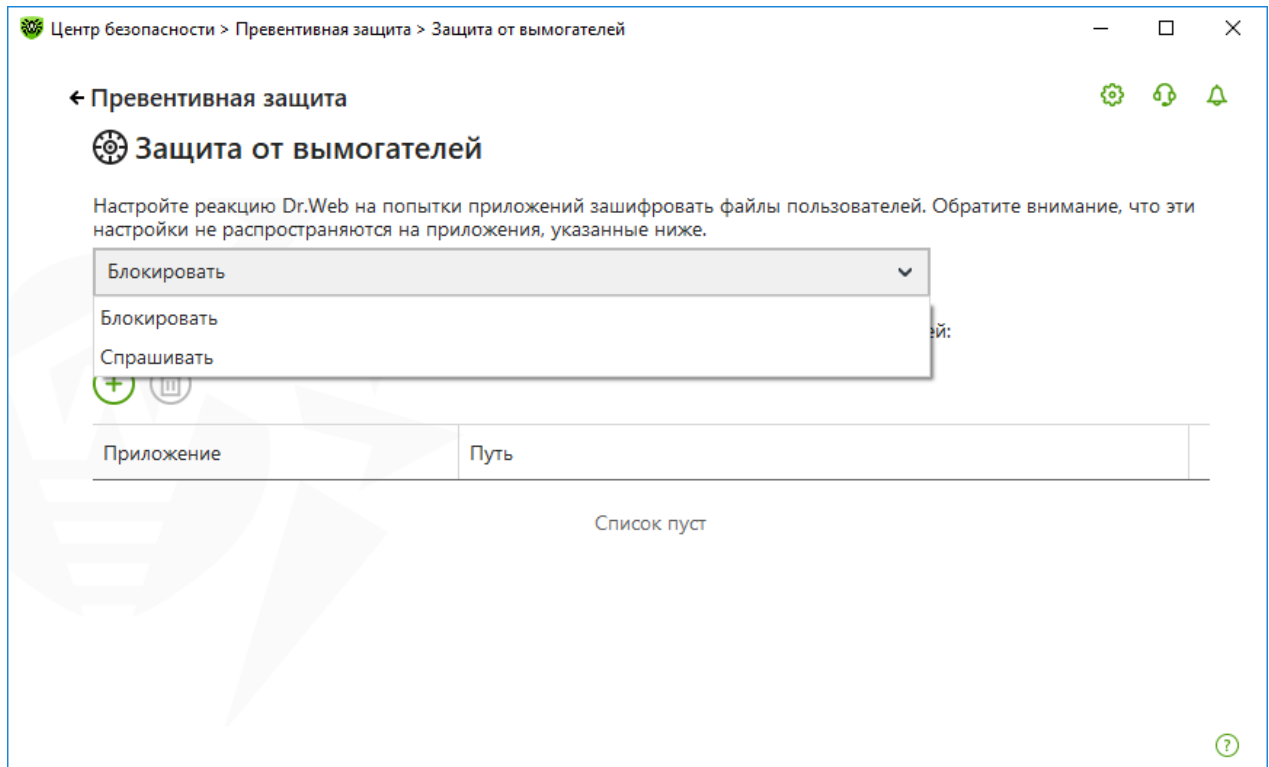 Центр безопасности > Превентивная защита > Защита от вымогателей
Превентивная защита
Защита от вымогателей
Настройте реакцию Dr.Web на попытки приложений зашифровать файлы пользователей. Обратите внимание, что эти
настройки не распространяются на приложения, указанные ниже.
Блокировать
Блокировать
ей:
Спрашивать
Приложение
Путь
Список пуст